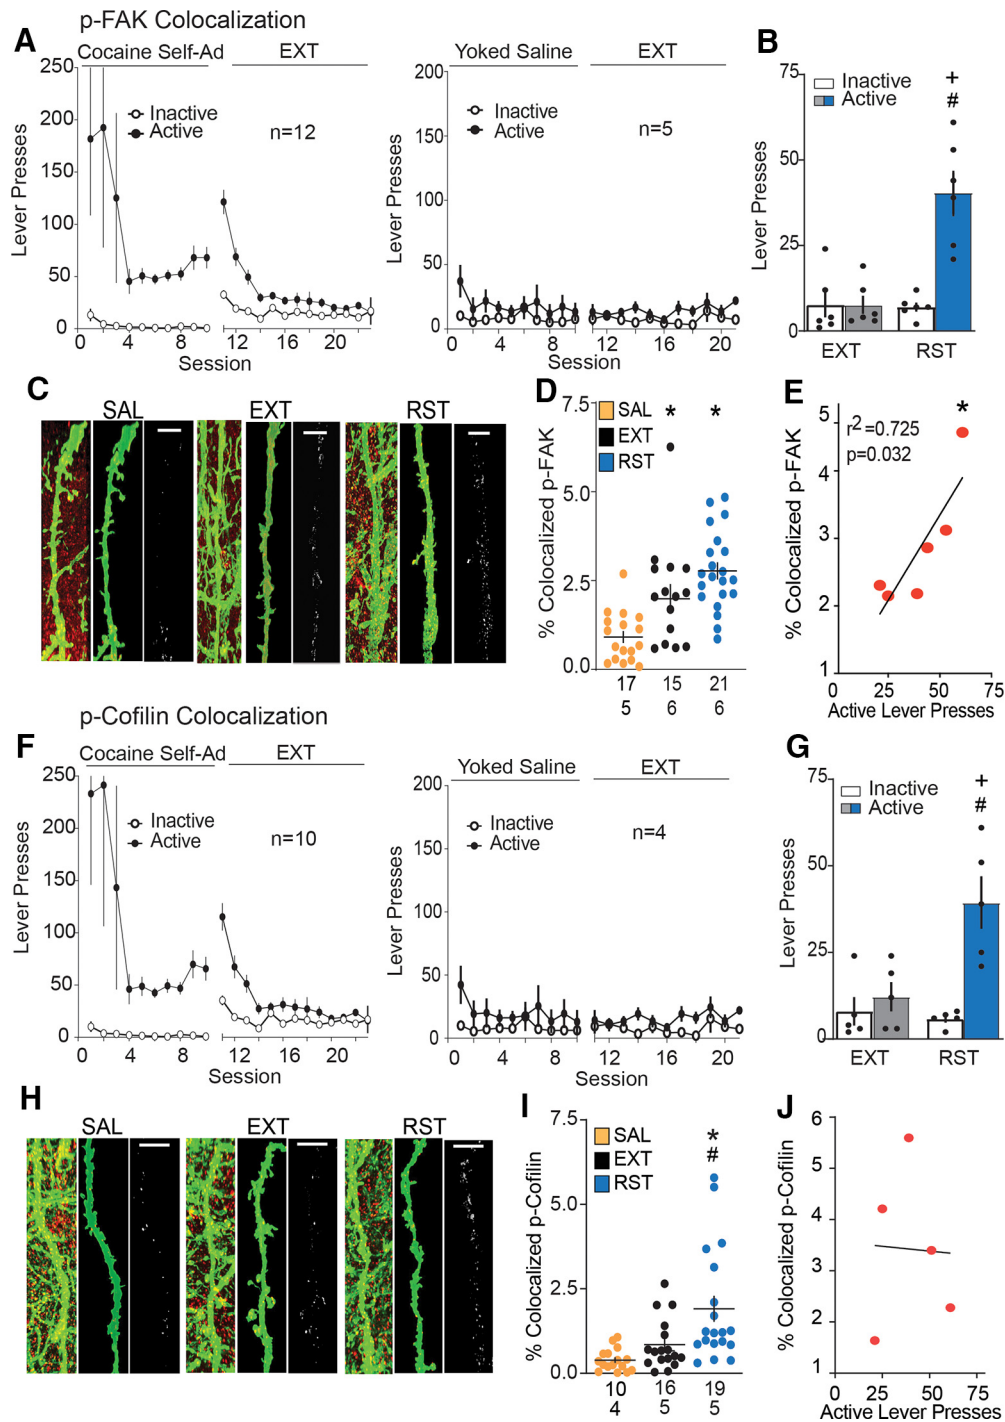 p-FAK Colocalization
A
Cocaine Self-Ad
EXT
Yoked Saline
EXT
B
250
200
150
100
50
0
Lever Presses
Inactive
Active
n=12
0
4
8
12
16
20
Session
200
150
100
50
0
Lever Presses
Inactive
Active
n=5
0
4
8
12
16
20
Session
75
50
25
0
Lever Presses
Inactive
Active
+
#
EXT
RST
C
SAL
EXT
RST
D
7.5
5.0
2.5
0.0
% Colocalized p-FAK
SAL
EXT
RST
*
*
17
15
21
5
6
6
E
5
4
3
2
1
% Colocalized p-FAK
r2=0.725
p=0.032
*
0
25
50
75
Active Lever Presses
p-Cofilin Colocalization
F
Cocaine Self-Ad
EXT
Yoked Saline
EXT
G
250
200
150
100
50
0
Lever Presses
Inactive
Active
n=10
0
4
8
12
16
20
Session
200
150
100
50
0
Lever Presses
Inactive
Active
n=4
0
4
8
12
16
20
Session
75
50
25
0
Lever Presses
Inactive
Active
+
#
EXT
RST
H
SAL
EXT
RST
I
7.5
5.0
2.5
0.0
% Colocalized p-Cofilin
SAL
EXT
RST
*
#
10
16
19
4
5
5
J
6
5
4
3
2
1
% Colocalized p-Cofilin
0
25
50
75
Active Lever Presses